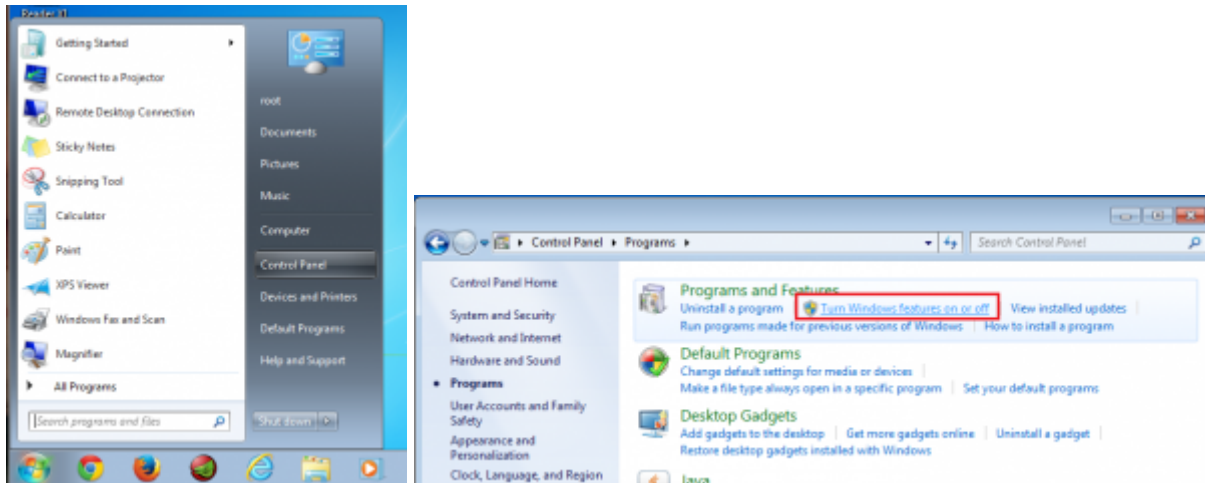 Reader XI
Getting Started
Connect to a Projector
Remote Desktop Connection
Sticky Notes
Snipping Tool
Calculator
Paint
XPS Viewer
Windows Fax and Scan
Magnifier
All Programs
Search programs and files
root
Documents
Pictures
Music
Computer
Control Panel
Devices and Printers
Default Programs
Help and Support
Shut down
Control Panel Programs
Search Control Panel
Control Panel Home
System and Security
Network and Internet
Hardware and Sound
Programs
User Accounts and Family
Safety
Appearance and
Personalization
Clock, Language, and Region
Programs and Features
Uninstall a program Turn Windows features on or off View installed updates
Run programs made for previous versions of Windows How to install a program
Default Programs
Change default settings for media or devices
Make a file type always open in a specific program Set your default programs
Desktop Gadgets
Add gadgets to the desktop Get more gadgets online Uninstall a gadget
Restore desktop gadgets installed with Windows
Java